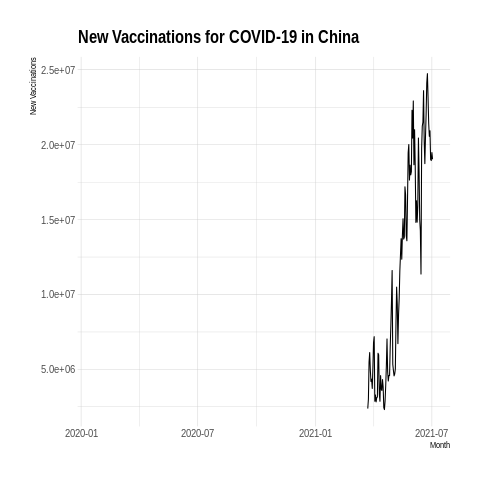 New Vaccinations for COVID-19 in China
New Vaccinations
2.5e+07
2.0e+07
1.5e+07
1.0e+07
5.0e+06
2020-01 2020-07 2021-01 2021-07
Month